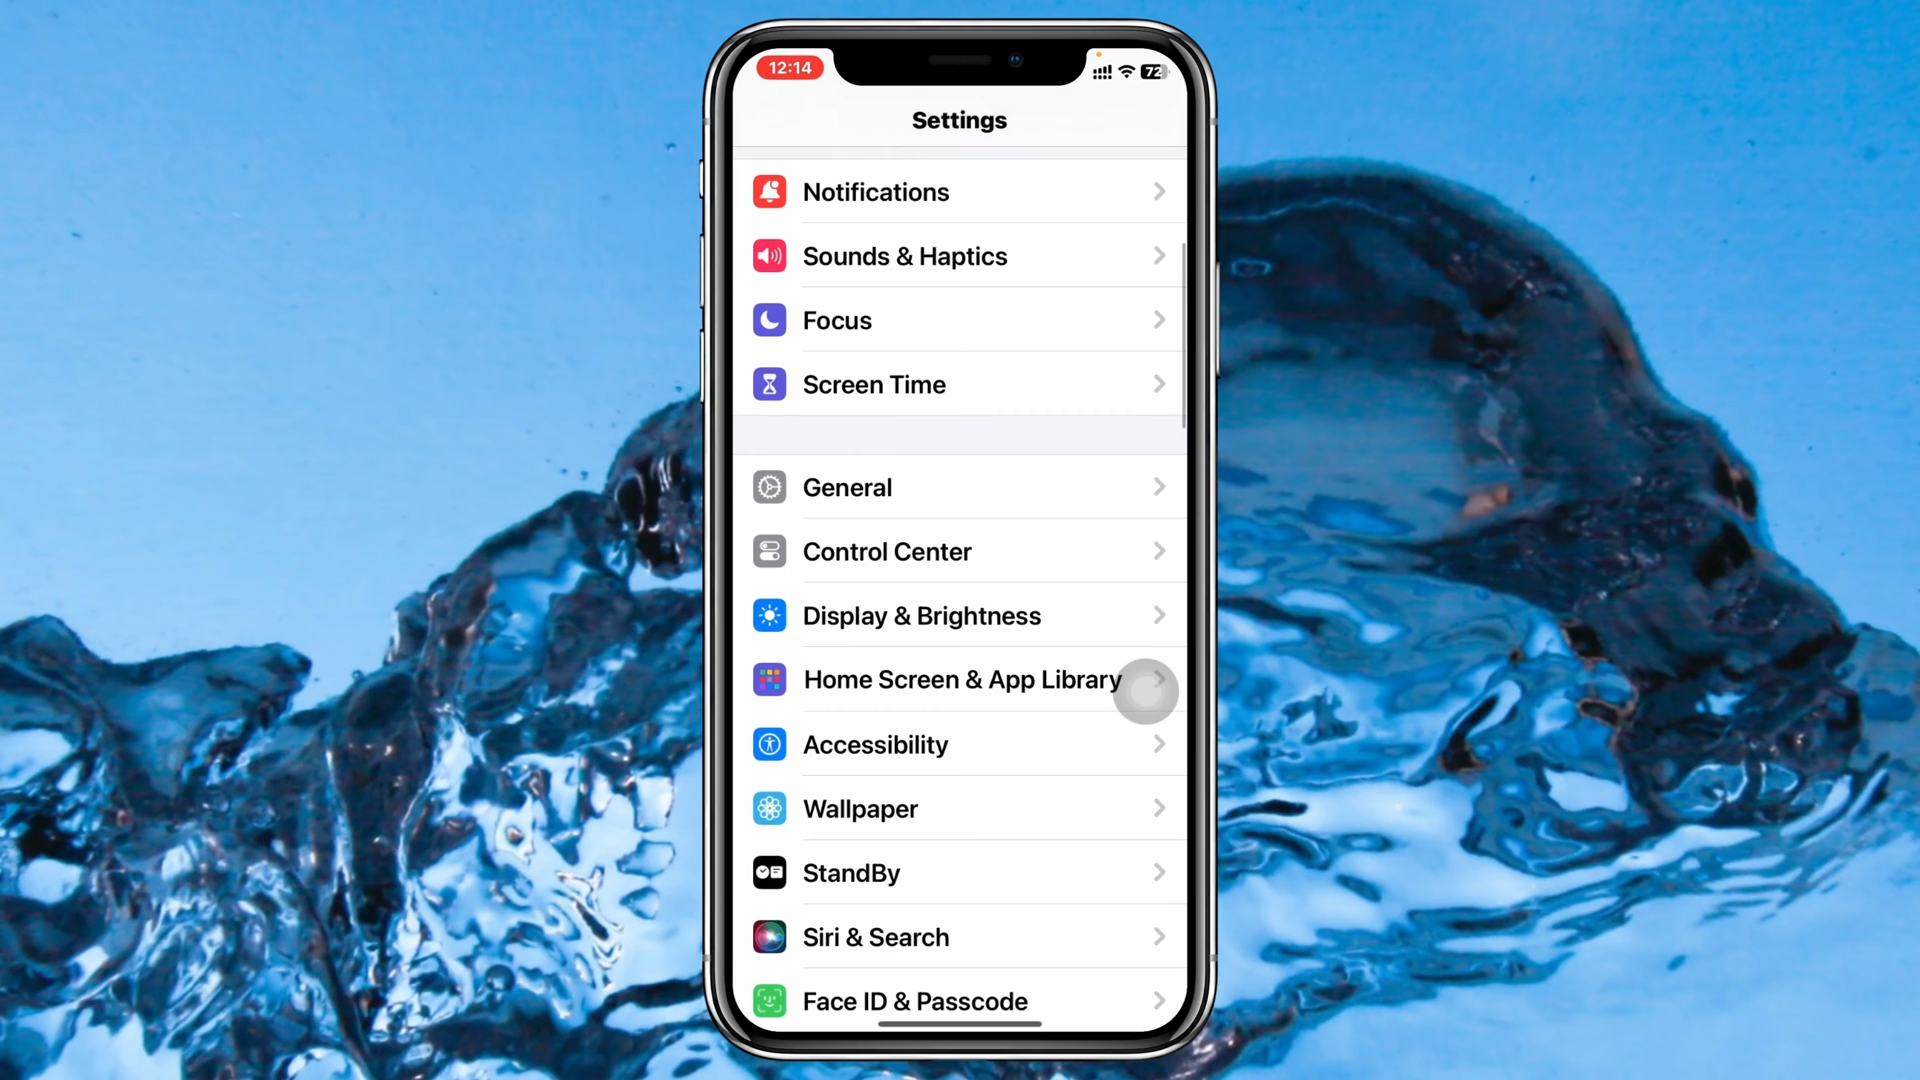 12:14
72
Settings
Notifications
Sounds & Haptics
Focus
Screen Time
General
Control Center
Display & Brightness
Home Screen & App Library
Accessibility
Wallpaper
StandBy
Siri & Search
Face ID & Passcode